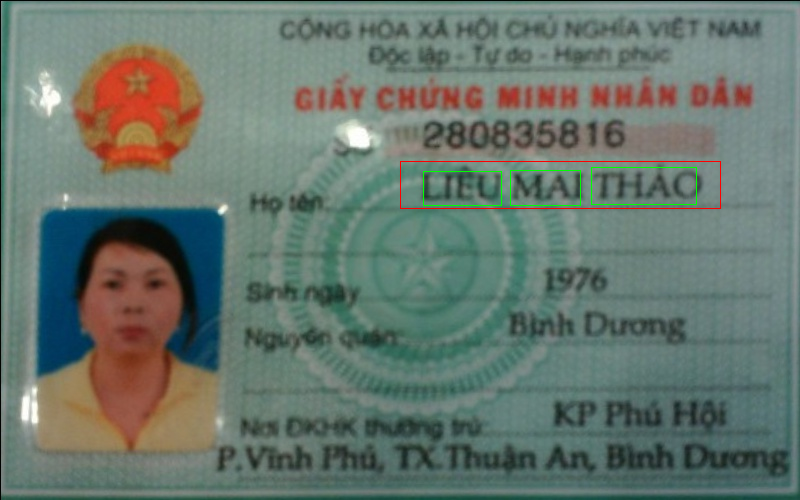 CỘNG HÒA XÃ HỘI CHỦ NGHĨA VIỆT NAM
Độc lập - Tự do - Hạnh phúc
GIẤY CHỨNG MINH NHÂN DÂN
SỐ 280835816
Họ tên: LIÊU MAI THẢO
Sinh ngày 1976
Nguyên quán: Bình Dương
Nơi ĐKHK thường trú: KP Phú Hội
P.Vĩnh Phú, TX.Thuận An, Bình Dương